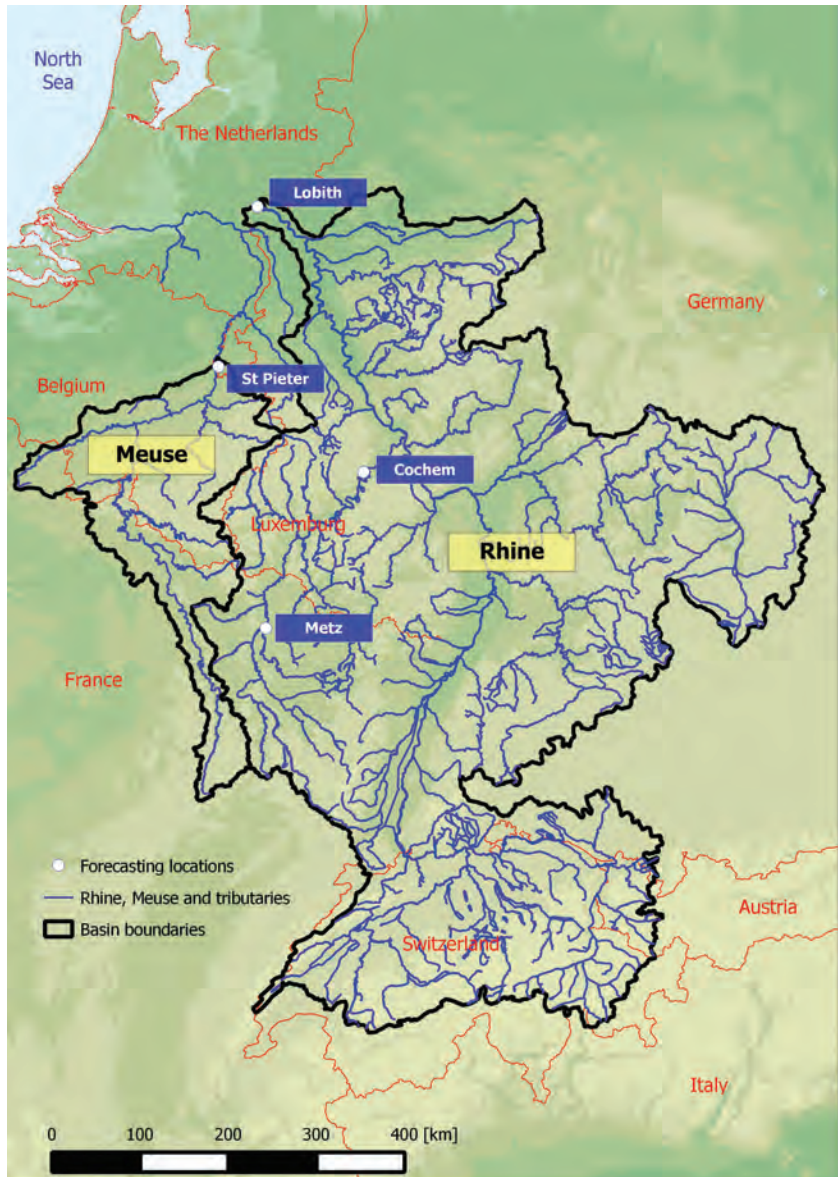 North
Sea
The Netherlands
Lobith
Germany
Belgium
St Pieter
Meuse
Cochem
Luxemburg
Rhine
Metz
France
Forecasting locations
Rhine, Meuse and tributaries
Basin boundaries
Austria
Switzerland
Italy
0 100 200 300 400 [km]